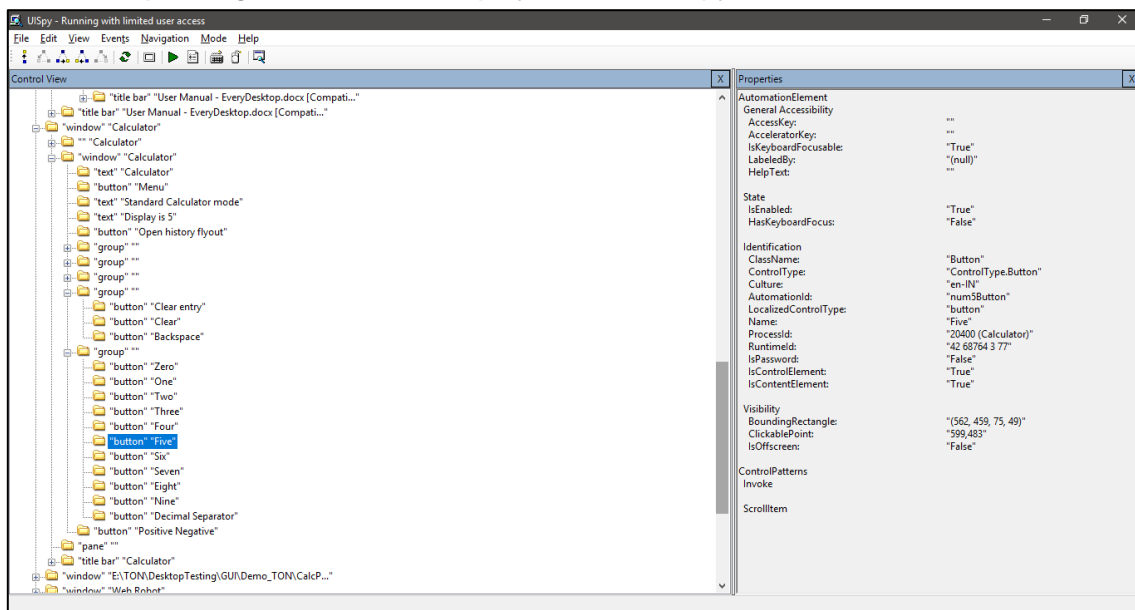 UISpy - Running with limited user access
File Edit View Events Navigation Mode Help
Control View X
"title bar" "User Manual - EveryDesktop.docx [Compati..."
"title bar" "User Manual - EveryDesktop.docx [Compati..."
"window" "Calculator"
"" "Calculator"
"window" "Calculator"
"text" "Calculator"
"button" "Menu"
"text" "Standard Calculator mode"
"text" "Display is 5"
"button" "Open history flyout"
"group" ""
"group" ""
"group" ""
"group" ""
"button" "Clear entry"
"button" "Clear"
"button" "Backspace"
"group" ""
"button" "Zero"
"button" "One"
"button" "Two"
"button" "Three"
"button" "Four"
"button" "Five"
"button" "Six"
"button" "Seven"
"button" "Eight"
"button" "Nine"
"button" "Decimal Separator"
"button" "Positive Negative"
"pane" ""
"title bar" "Calculator"
"window" "E:\TON\DesktopTesting\GUI\Demo_TON\CalcP..."
"window" "Web Robot"
Properties X
AutomationElement
General Accessibility
AccessKey: ""
AcceleratorKey: ""
IsKeyboardFocusable: "True"
LabeledBy: "(null)"
HelpText: ""
State
IsEnabled: "True"
HasKeyboardFocus: "False"
Identification
ClassName: "Button"
ControlType: "ControlType.Button"
Culture: "en-IN"
AutomationId: "num5Button"
LocalizedControlType: "button"
Name: "Five"
ProcessId: "20400 (Calculator)"
RuntimeId: "42 68764 3 77"
IsPassword: "False"
IsControlElement: "True"
IsContentElement: "True"
Visibility
BoundingRectangle: "(562, 459, 75, 49)"
ClickablePoint: "599,483"
IsOffscreen: "False"
ControlPatterns
Invoke
ScrollItem